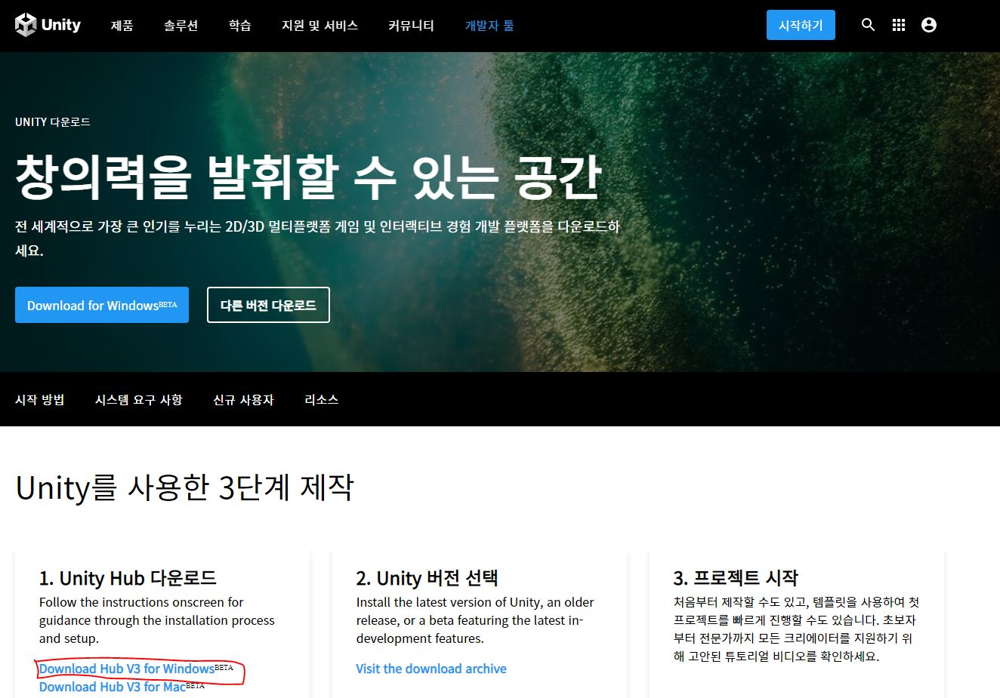 Unity 제품 솔루션 학습 지원 및 서비스 커뮤니티 개발자 툴 시작하기
UNITY 다운로드
창의력을 발휘할 수 있는 공간
전 세계적으로 가장 큰 인기를 누리는 2D/3D 멀티플랫폼 게임 및 인터랙티브 경험 개발 플랫폼을 다운로드하
세요.
Download for Windowsᴮᴱᵀᴬ 다른 버전 다운로드
시작 방법 시스템 요구 사항 신규 사용자 리소스
Unity를 사용한 3단계 제작
1. Unity Hub 다운로드
Follow the instructions onscreen for
guidance through the installation process
and setup.
Download Hub V3 for Windowsᴮᴱᵀᴬ
Download Hub V3 for Macᴮᴱᵀᴬ
2. Unity 버전 선택
Install the latest version of Unity, an older
release, or a beta featuring the latest in-
development features.
Visit the download archive
3. 프로젝트 시작
처음부터 제작할 수도 있고, 템플릿을 사용하여 첫
프로젝트를 빠르게 진행할 수도 있습니다. 초보자
부터 전문가까지 모든 크리에이터를 지원하기 위
해 고안된 튜토리얼 비디오를 확인하세요.